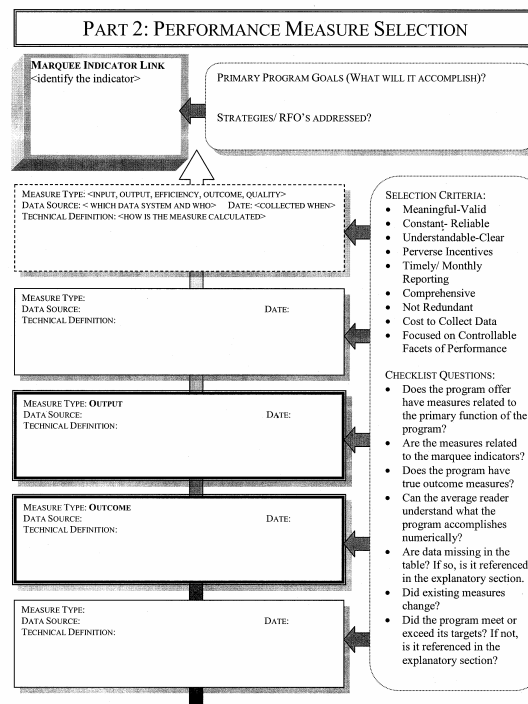 PART 2: PERFORMANCE MEASURE SELECTION
MARQUEE INDICATOR LINK
<identify the indicator>
PRIMARY PROGRAM GOALS (WHAT WILL IT ACCOMPLISH)?
STRATEGIES/ RFO'S ADDRESSED?
MEASURE TYPE: <INPUT, OUTPUT, EFFICIENCY, OUTCOME, QUALITY>
DATA SOURCE: < WHICH DATA SYSTEM AND WHO> DATE: <COLLECTED WHEN>
TECHNICAL DEFINITION: <HOW IS THE MEASURE CALCULATED>
MEASURE TYPE:
DATA SOURCE: DATE:
TECHNICAL DEFINITION:
MEASURE TYPE: OUTPUT
DATA SOURCE: DATE:
TECHNICAL DEFINITION:
MEASURE TYPE: OUTCOME
DATA SOURCE: DATE:
TECHNICAL DEFINITION:
MEASURE TYPE:
DATA SOURCE: DATE:
TECHNICAL DEFINITION:
SELECTION CRITERIA:
• Meaningful-Valid
• Constant- Reliable
• Understandable-Clear
• Perverse Incentives
• Timely/ Monthly
Reporting
• Comprehensive
• Not Redundant
• Cost to Collect Data
• Focused on Controllable
Facets of Performance
CHECKLIST QUESTIONS:
• Does the program offer
have measures related to
the primary function of the
program?
• Are the measures related
to the marquee indicators?
• Does the program have
true outcome measures?
• Can the average reader
understand what the
program accomplishes
numerically?
• Are data missing in the
table? If so, is it referenced
in the explanatory section.
• Did existing measures
change?
• Did the program meet or
exceed its targets? If not,
is it referenced in the
explanatory section?